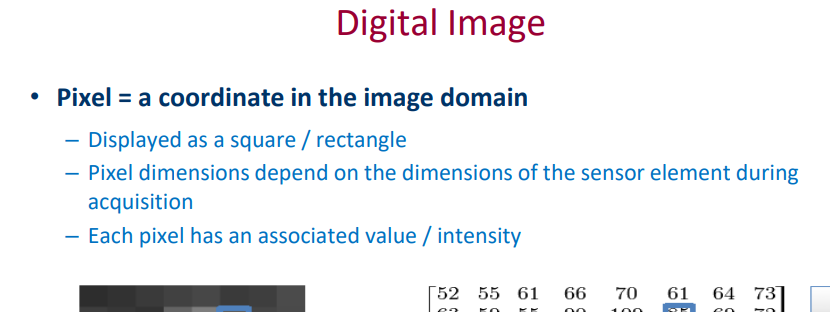 Digital Image
• Pixel = a coordinate in the image domain
– Displayed as a square / rectangle
– Pixel dimensions depend on the dimensions of the sensor element during
acquisition
– Each pixel has an associated value / intensity
52 55 61 66 70 61 64 73